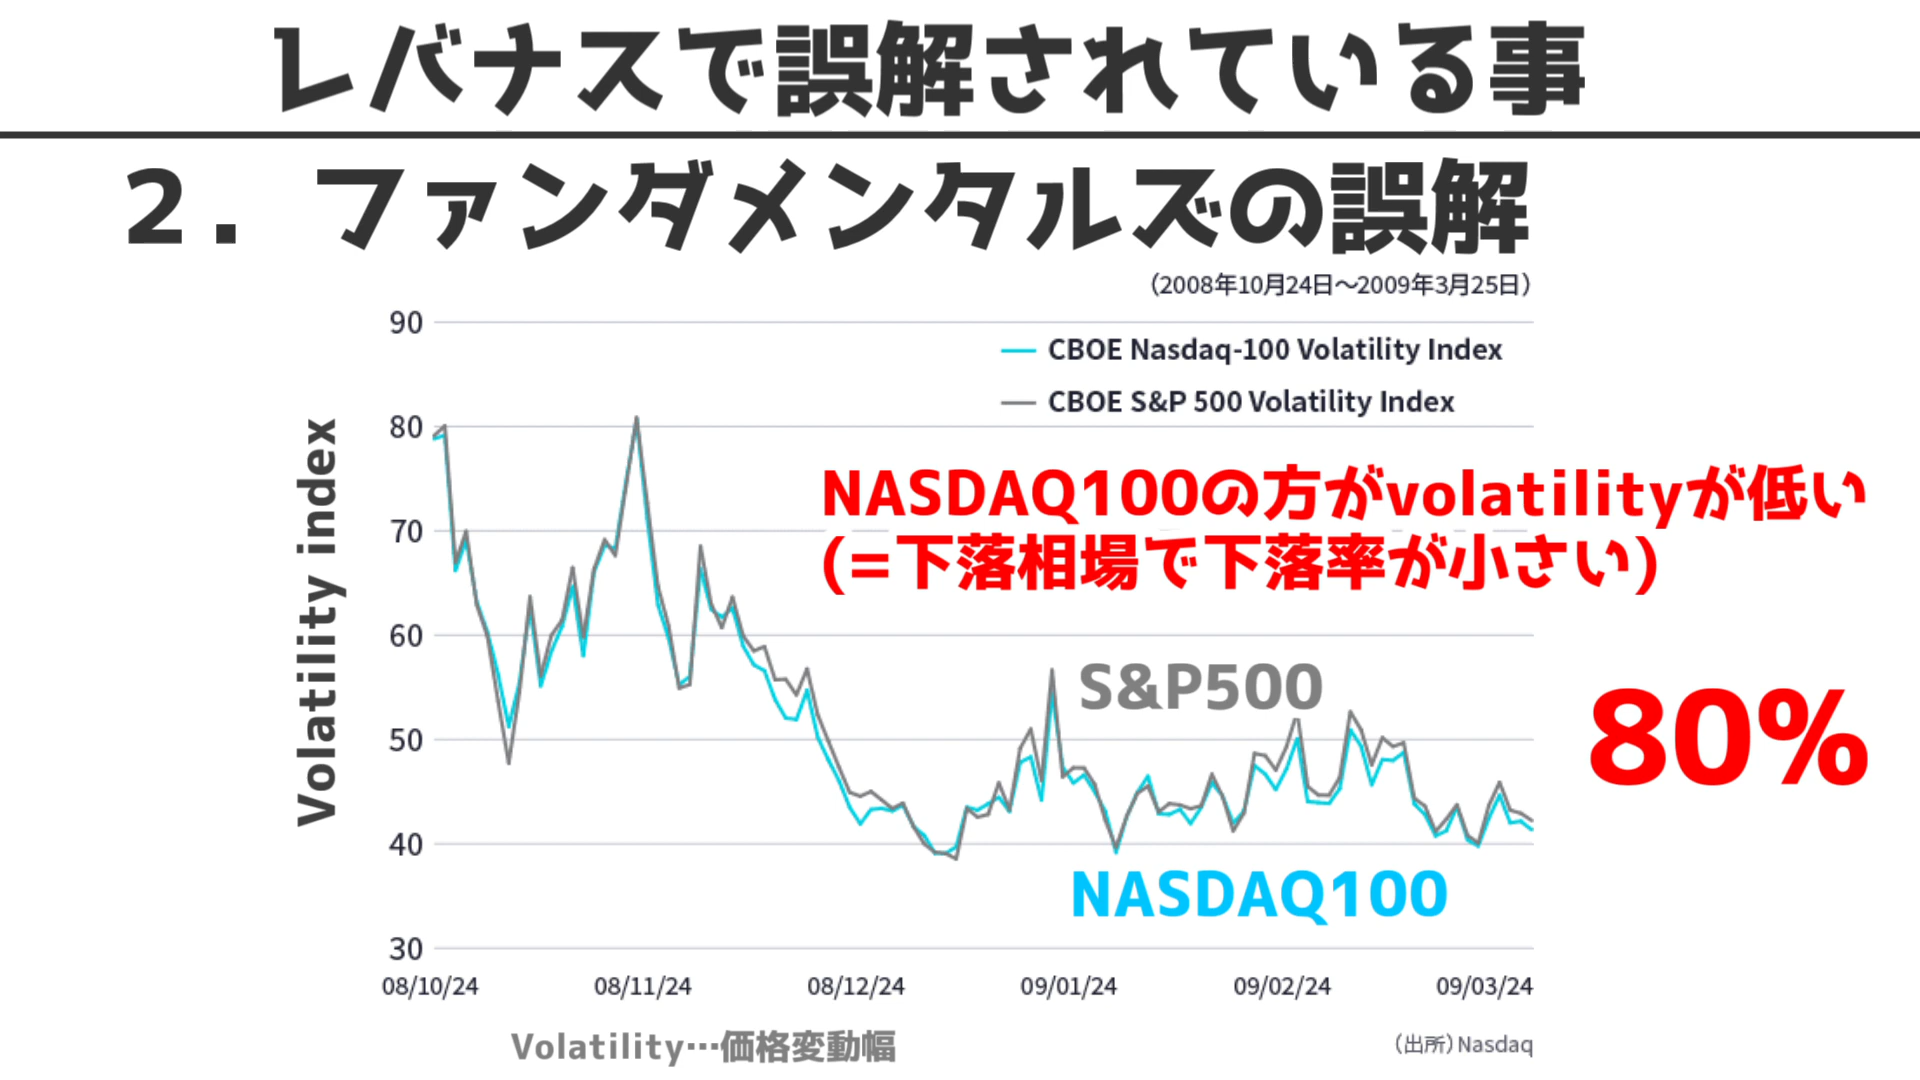 レバナスで誤解されている事
2. ファンダメンタルズの誤解
（2008年10月24日〜2009年3月25日）
90
CBOE Nasdaq-100 Volatility Index
CBOE S&P 500 Volatility Index
80
NASDAQ100の方がvolatilityが低い
(=下落相場で下落率が小さい)
70
Volatility index
60
S&P500
80%
50
40
NASDAQ100
30
08/10/24 08/11/24 08/12/24 09/01/24 09/02/24 09/03/24
Volatility…価格変動幅
（出所）Nasdaq